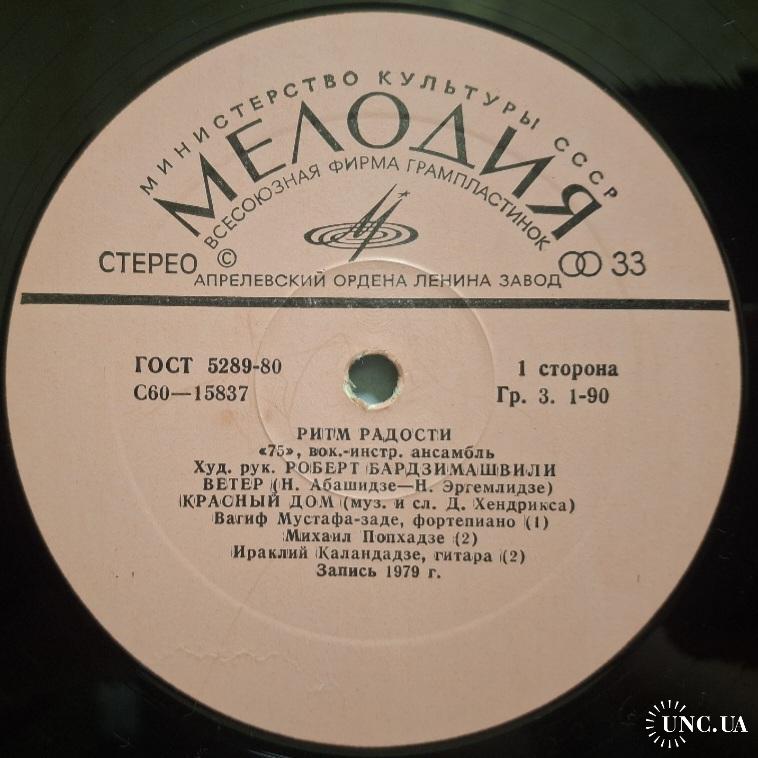 МИНИСТЕРСТВО КУЛЬТУРЫ СССР
МЕЛОДИЯ
ВСЕСОЮЗНАЯ ФИРМА ГРАМПЛАСТИНОК
СТЕРЕО © 33
АПРЕЛЕВСКИЙ ОРДЕНА ЛЕНИНА ЗАВОД
ГОСТ 5289-80 1 сторона
С60—15837 Гр. 3. 1-90
РИТМ РАДОСТИ
«75», вок.-инстр. ансамбль
Худ. рук. РОБЕРТ БАРДЗИМАШВИЛИ
ВЕТЕР (Н. Абашидзе—Н. Эргемлидзе)
КРАСНЫЙ ДОМ (муз. и сл. Д. Хендрикса)
Вагиф Мустафа-заде, фортепиано (1)
Михаил Попхадзе (2)
Ираклий Каландадзе, гитара (2)
Запись 1979 г.
UNC.UA